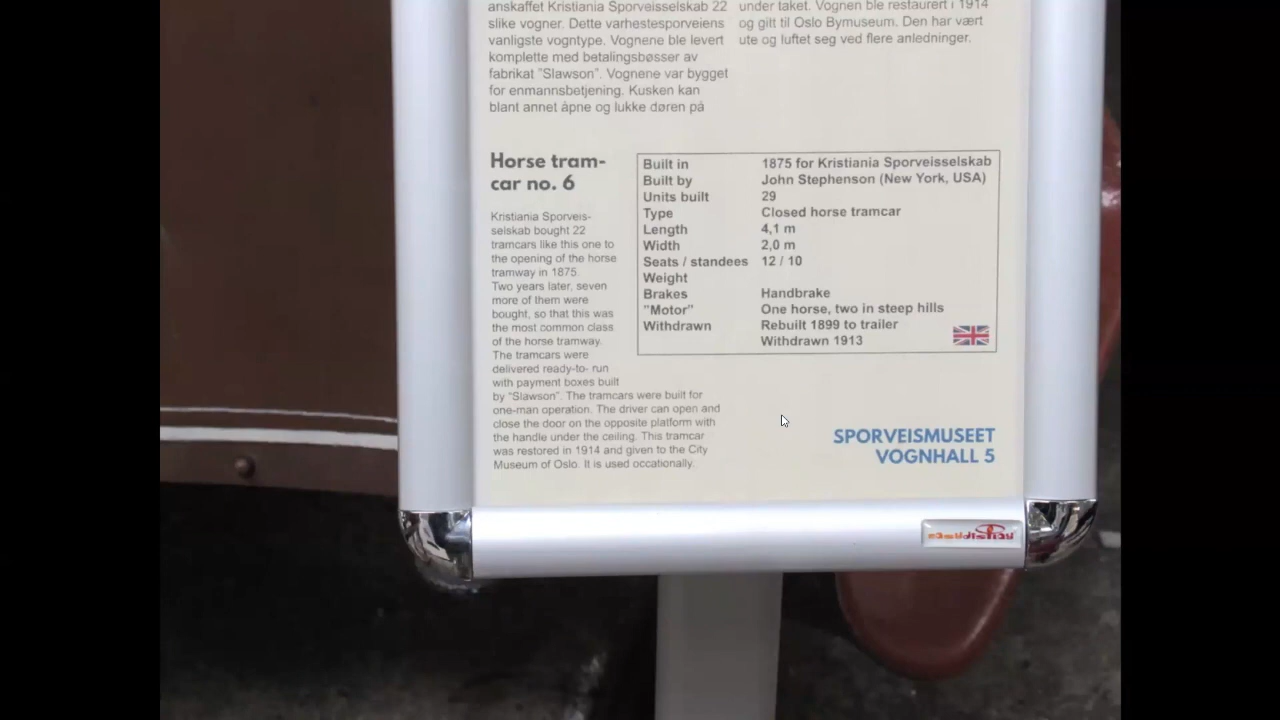 anskaffet Kristiania Sporveisselskab 22
slike vogner. Dette varhestesporveiens
vanligste vogntype. Vognene ble levert
komplette med betalingsbøsser av
fabrikat "Slawson". Vognene var bygget
for enmannsbetjening. Kusken kan
blant annet åpne og lukke døren på
under taket. Vognen ble restaurert i 1914
og gitt til Oslo Bymuseum. Den har vært
ute og luftet seg ved flere anledninger.
Horse tram-
car no. 6
Kristiania Sporveis-
selskab bought 22
tramcars like this one to
the opening of the horse
tramway in 1875.
Two years later, seven
more of them were
bought, so that this was
the most common class
of the horse tramway.
The tramcars were
delivered ready-to- run
with payment boxes built
by "Slawson". The tramcars were built for
one-man operation. The driver can open and
close the door on the opposite platform with
the handle under the ceiling. This tramcar
was restored in 1914 and given to the City
Museum of Oslo. It is used occationally.
Built in 1875 for Kristiania Sporveisselskab
Built by John Stephenson (New York, USA)
Units built 29
Type Closed horse tramcar
Length 4,1 m
Width 2,0 m
Seats / standees 12 / 10
Weight
Brakes Handbrake
"Motor" One horse, two in steep hills
Withdrawn Rebuilt 1899 to trailer
Withdrawn 1913
SPORVEISMUSEET
VOGNHALL 5